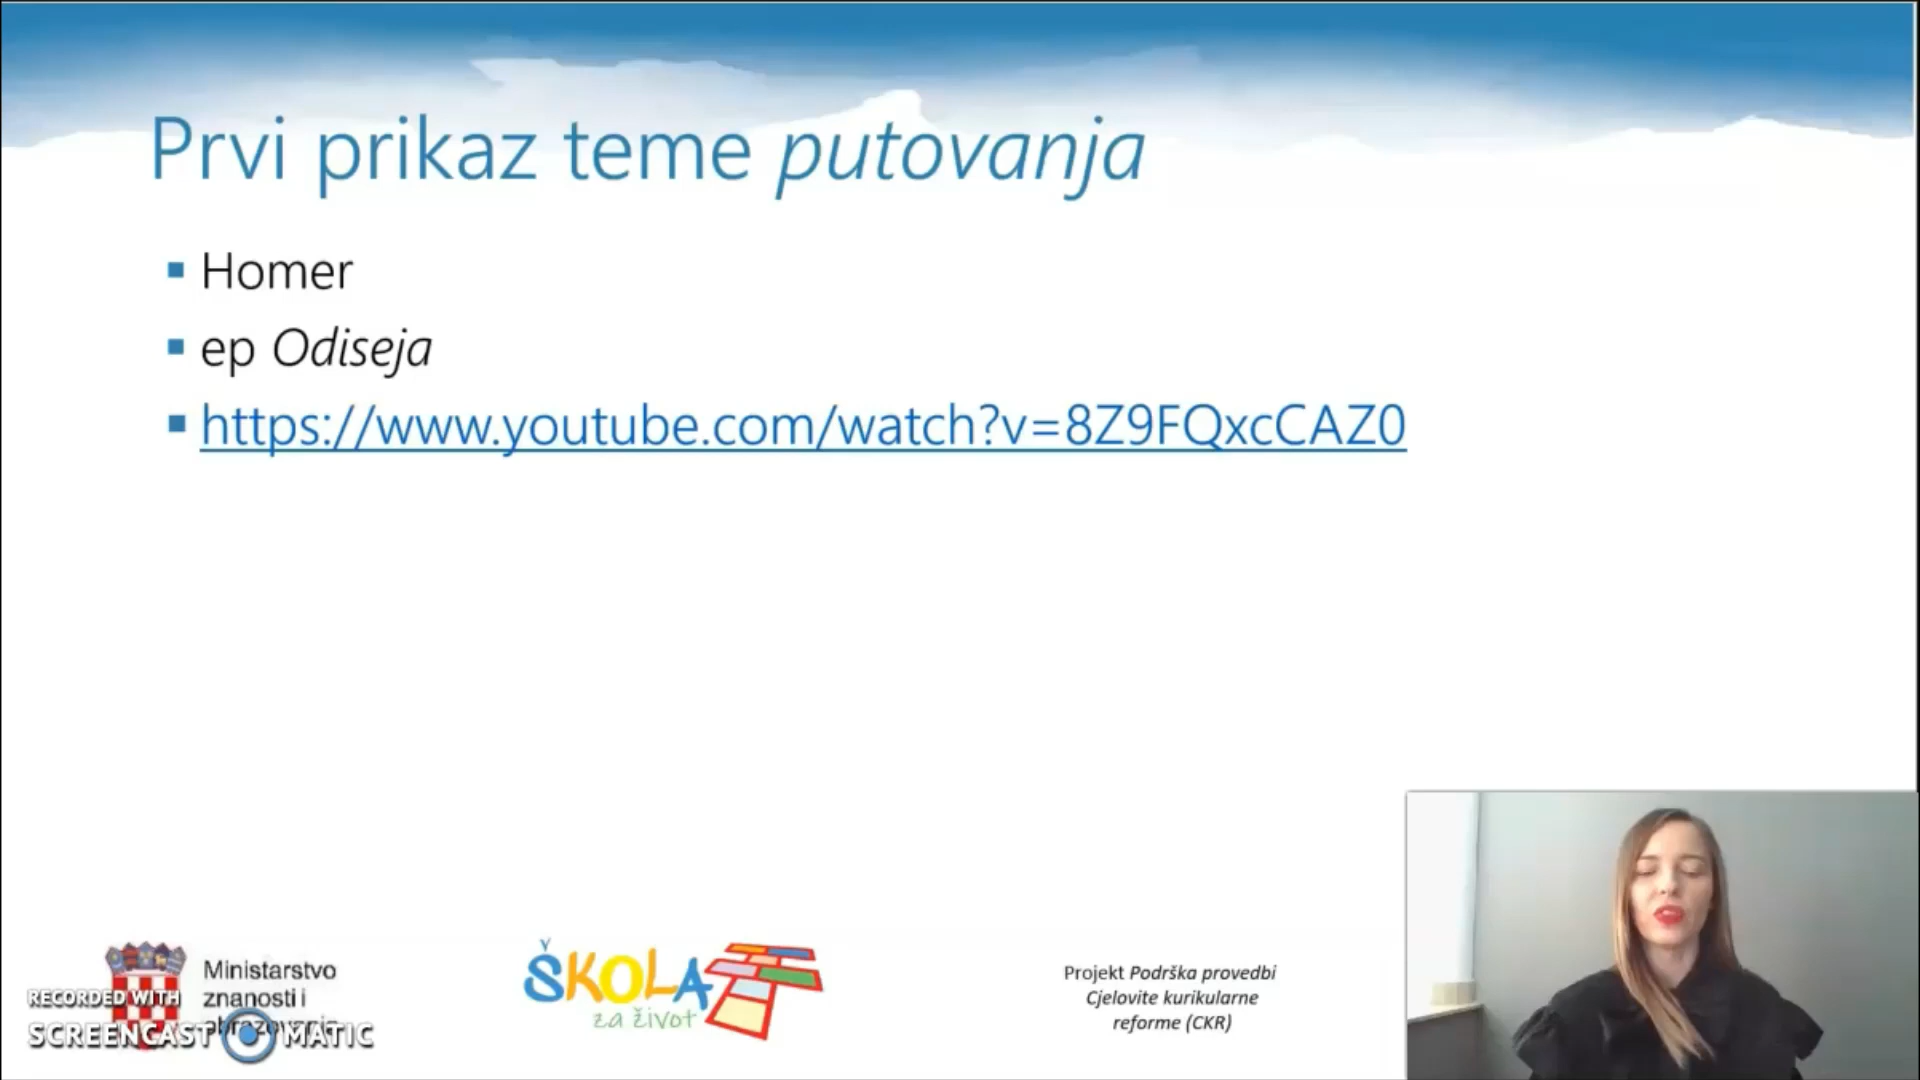 Prvi prikaz teme putovanja
Homer
ep Odiseja
https://www.youtube.com/watch?v=8Z9FQxcCAZ0
Ministarstvo
znanosti i
obrazovanja
RECORDED WITH
SCREENCAST MATIC
ŠKOLA
za život
Projekt Podrška provedbi
Cjelovite kurikularne
reforme (CKR)